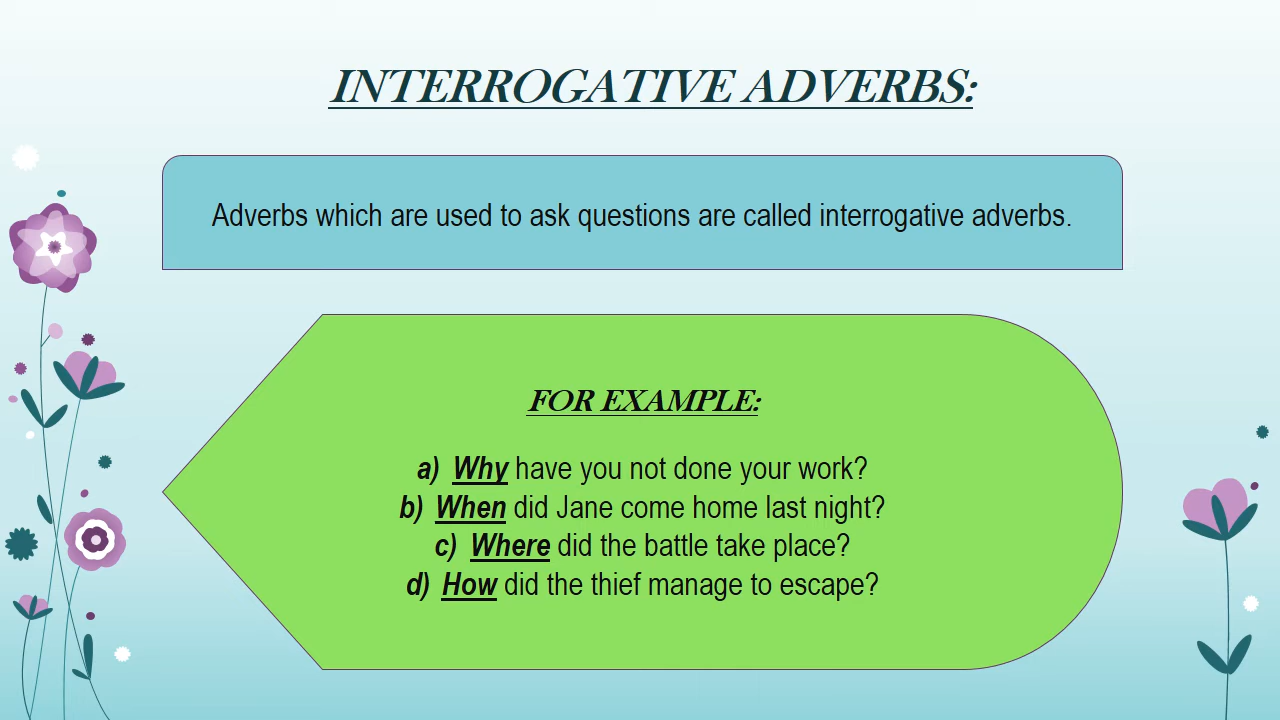 INTERROGATIVE ADVERBS:
Adverbs which are used to ask questions are called interrogative adverbs.
FOR EXAMPLE:
a) Why have you not done your work?
b) When did Jane come home last night?
c) Where did the battle take place?
d) How did the thief manage to escape?